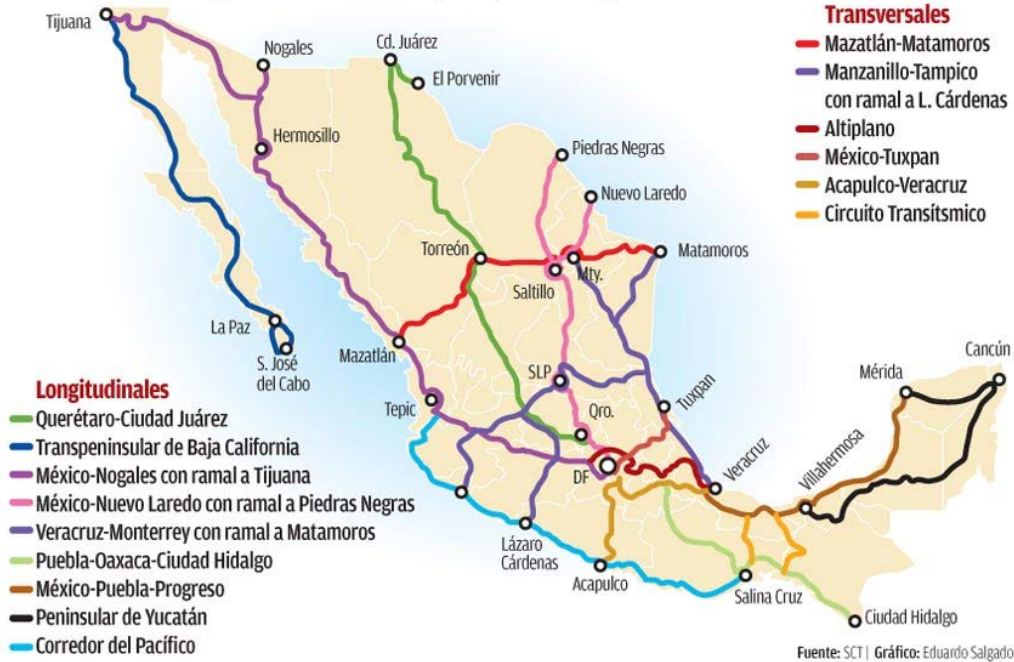 Tijuana
Nogales
Cd. Juárez
El Porvenir
Hermosillo
Piedras Negras
Nuevo Laredo
Torreón
Matamoros
Mty.
Saltillo
La Paz
S. José
del Cabo
Mazatlán
SLP
Tepic
Qro.
Tuxpan
DF
Veracruz
Villahermosa
Mérida
Cancún
Lázaro
Cárdenas
Acapulco
Salina Cruz
Ciudad Hidalgo
Transversales
Mazatlán-Matamoros
Manzanillo-Tampico
con ramal a L. Cárdenas
Altiplano
México-Tuxpan
Acapulco-Veracruz
Circuito Transítsmico
Longitudinales
Querétaro-Ciudad Juárez
Transpeninsular de Baja California
México-Nogales con ramal a Tijuana
México-Nuevo Laredo con ramal a Piedras Negras
Veracruz-Monterrey con ramal a Matamoros
Puebla-Oaxaca-Ciudad Hidalgo
México-Puebla-Progreso
Peninsular de Yucatán
Corredor del Pacífico
Fuente: SCT | Gráfico: Eduardo Salgado